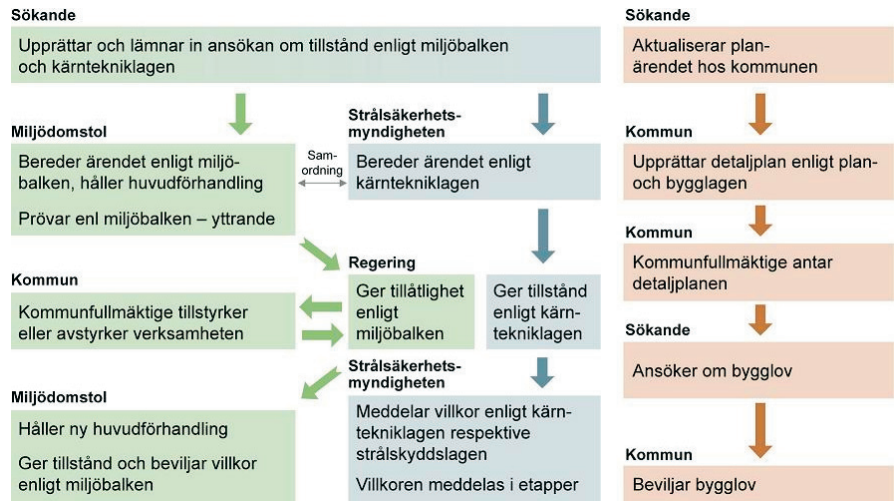 Sökande
Upprättar och lämnar in ansökan om tillstånd enligt miljöbalken
och kärntekniklagen
Miljödomstol
Bereder ärendet enligt miljö-
balken, håller huvudförhandling
Prövar enl miljöbalken – yttrande
Sam-
ordning
Strålsäkerhets-
myndigheten
Bereder ärendet enligt
kärntekniklagen
Kommun
Kommunfullmäktige tillstyrker
eller avstyrker verksamheten
Regering
Ger tillåtlighet
enligt
miljöbalken
Ger tillstånd
enligt kärn-
tekniklagen
Miljödomstol
Håller ny huvudförhandling
Ger tillstånd och beviljar villkor
enligt miljöbalken
Strålsäkerhets-
myndigheten
Meddelar villkor enligt kärn-
tekniklagen respektive
strålskyddslagen
Villkoren meddelas i etapper
Sökande
Aktualiserar plan-
ärendet hos kommunen
Kommun
Upprättar detaljplan enligt plan-
och bygglagen
Kommun
Kommunfullmäktige antar
detaljplanen
Sökande
Ansöker om bygglov
Kommun
Beviljar bygglov